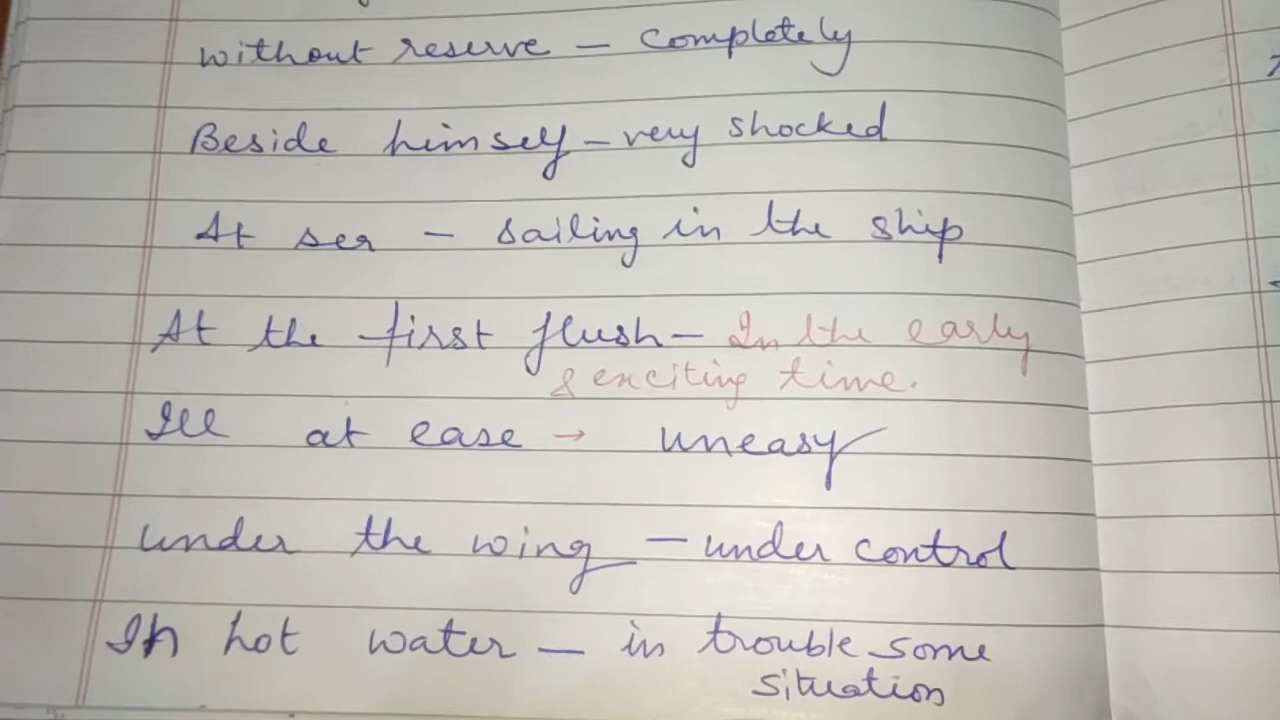 without reserve – completely
Beside himself – very shocked
At sea – sailing in the ship
At the first flush – In the early
& exciting time.
Ill at ease → uneasy
under the wing – under control
In hot water – in trouble some
situation